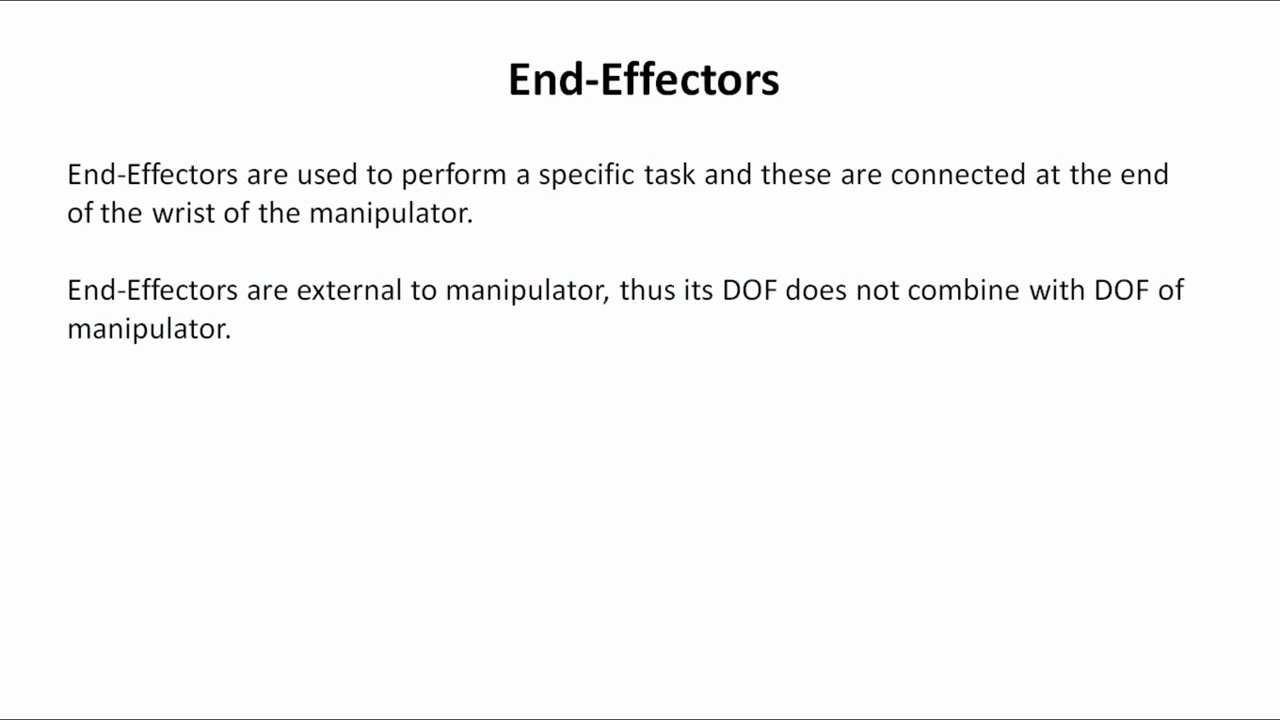 End-Effectors
End-Effectors are used to perform a specific task and these are connected at the end
of the wrist of the manipulator.
End-Effectors are external to manipulator, thus its DOF does not combine with DOF of
manipulator.